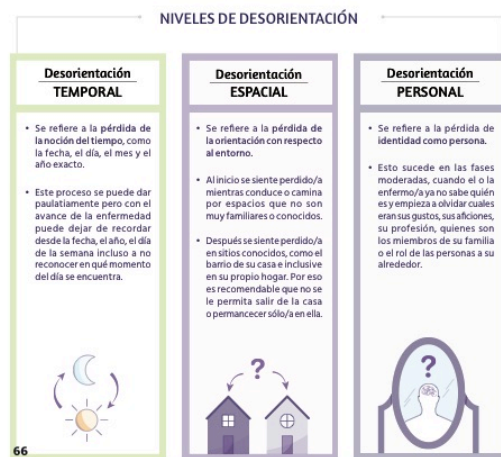 NIVELES DE DESORIENTACIÓN
Desorientación
TEMPORAL
• Se refiere a la pérdida de
la noción del tiempo, como
la fecha, el día, el mes y el
año exacto.
• Este proceso se puede dar
paulatiamente pero con el
avance de la enfermedad
puede dejar de recordar
desde la fecha, el año, el día
de la semana incluso a no
reconocer en qué momento
del día se encuentra.
Desorientación
ESPACIAL
• Se refiere a la pérdida de
la orientación con respecto
al entorno.
• Al inicio se siente perdido/a
mientras conduce o camina
por espacios que no son
muy familiares o conocidos.
• Después se siente perdido/a
en sitios conocidos, como el
barrio de su casa e inclusive
en su propio hogar. Por eso
es recomendable que no se
le permita salir de la casa
o permancecer sólo/a en ella.
?
Desorientación
PERSONAL
• Se refiere a la pérdida de
identidad como persona.
• Esto sucede en las fases
moderadas, cuando el o la
enfermo/a ya no sabe quién
es y empieza a olvidar cuales
eran sus gustos, sus aficiones,
su profesión, quienes son
los miembros de su familia
o el rol de las personas a su
alrededor.
?
66